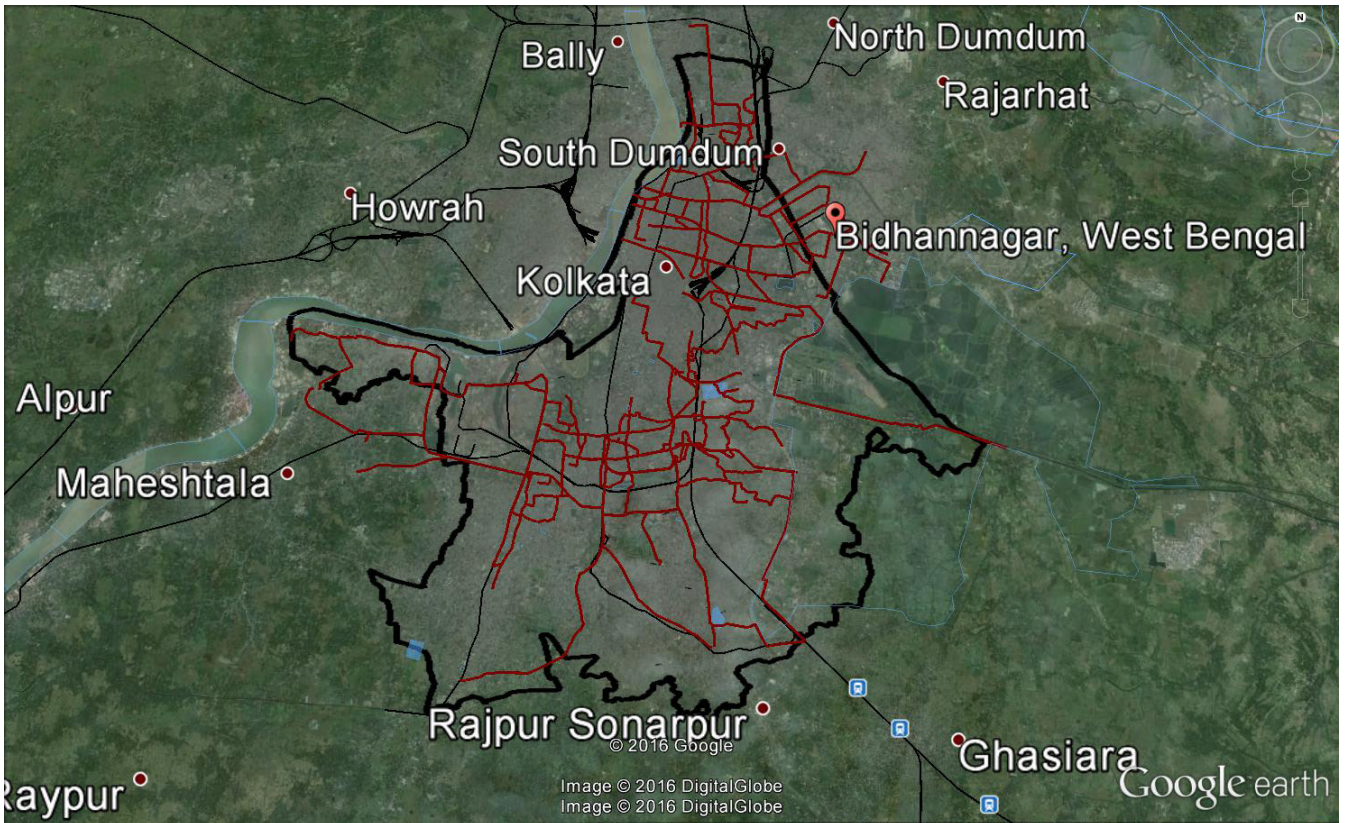 N
Bally
North Dumdum
Rajarhat
South Dumdum
Howrah
Bidhannagar, West Bengal
Kolkata
Alpur
Maheshtala
Rajpur Sonarpur
© 2016 Google
Ghasiara
Raypur
Image © 2016 DigitalGlobe
Image © 2016 DigitalGlobe
Google earth